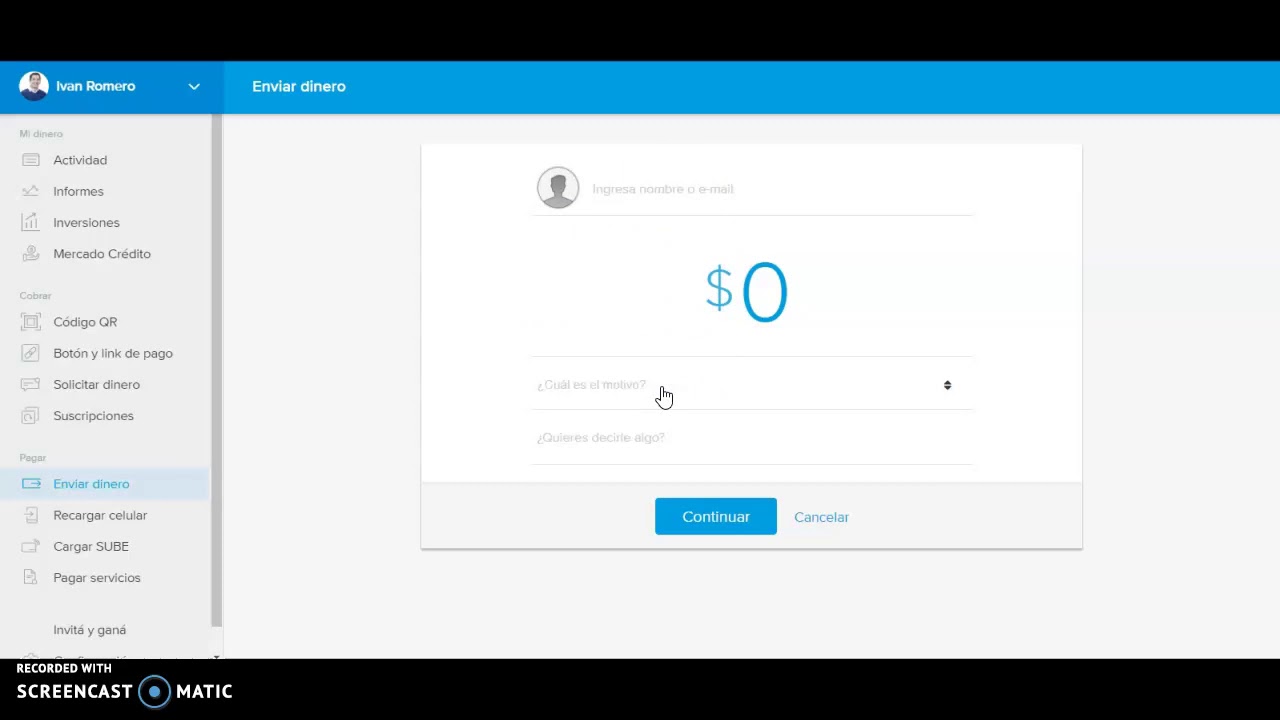 Ivan Romero
Enviar dinero
Mi dinero
Actividad
Informes
Inversiones
Mercado Crédito
Cobrar
Código QR
Botón y link de pago
Solicitar dinero
Suscripciones
Pagar
Enviar dinero
Recargar celular
Cargar SUBE
Pagar servicios
Invitá y ganá
Ingresa nombre o e-mail
$0
¿Cuál es el motivo?
¿Quieres decirle algo?
Continuar
Cancelar
RECORDED WITH
SCREENCAST MATIC